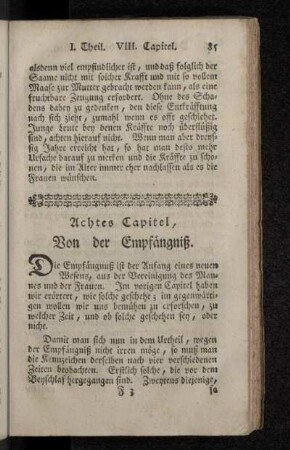 I. Theil. VIII. Capitel. 85
alsdenn viel empfindlicher ist, und daß folglich der
Saame nicht mit solcher Krafft und mit so vollem
Maase zur Mutter gebracht werden kann, als eine
fruchtbare Zeugung erfordert. Ohne des Scha-
dens dabey zu gedenken, den diese Entkräfftung
nach sich zieht, zumahl wenn es offt geschiehet.
Junge Leute bey denen Kräffte noch überflüßig
sind, achten hierauf nicht. Wenn man aber dreyßi
ig Jahre erreicht hat, so hat man desto mehr
Ursache darauf zu merken und die Kräffte zu scho-
nen, die im Alter immer eher nachlassen als es die
Frauen wünschen.
Achtes Capitel,
Von der Empfängniß.
Die Empfängniß ist der Anfang eines neuen
Wesens, aus der Vereinigung des Man-
nes und der Frauen. Im vorigen Capitel haben
wir erörtert, wie solche geschehe; im gegenwärti-
gen wollen wir uns bemühen zu erforschen, zu
welcher Zeit, und ob solche geschehen sey, oder
nicht.
Damit man sich nun in dem Urtheil, wegen
der Empfängniß nicht irren möge, so muß man
die Kennzeichen derselben nach vier verschiedenen
Zeiten beobachten. Erstlich solche, die vor dem
Beyschlaf hergegangen sind. Zweytens diejenige,
F 3 so